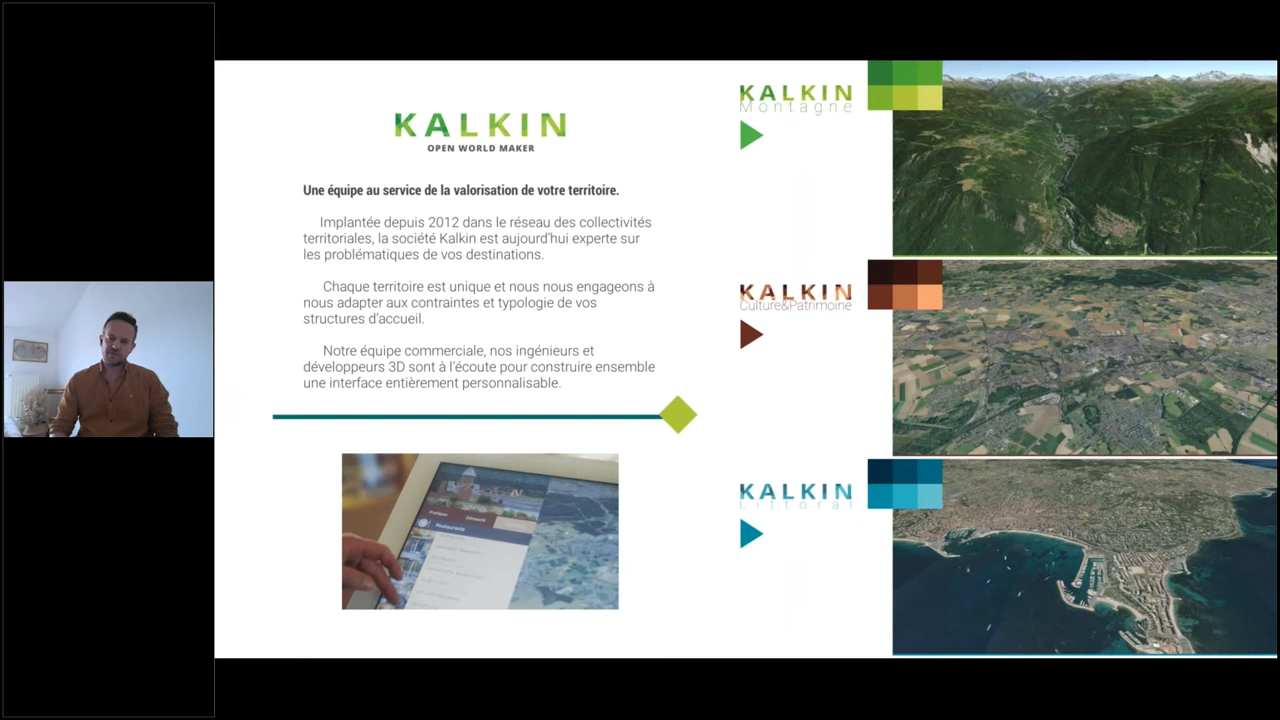 KALKIN
OPEN WORLD MAKER
Une équipe au service de la valorisation de votre territoire.
Implantée depuis 2012 dans le réseau des collectivités
territoriales, la société Kalkin est aujourd'hui experte sur
les problématiques de vos destinations.
Chaque territoire est unique et nous nous engageons à
nous adapter aux contraintes et typologie de vos
structures d'accueil.
Notre équipe commerciale, nos ingénieurs et
développeurs 3D sont à l'écoute pour construire ensemble
une interface entièrement personnalisable.
Restaurants
KALKIN
Montagne
KALKIN
Culture&Patrimoine
KALKIN
Littoral